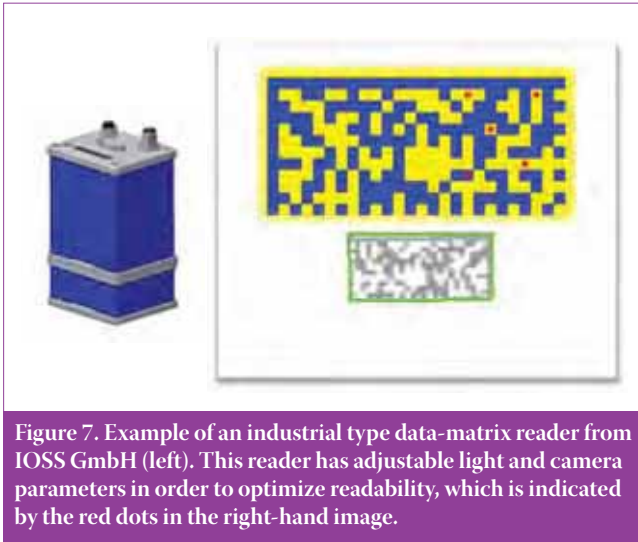 Figure 7. Example of an industrial type data-matrix reader from
IOSS GmbH (left). This reader has adjustable light and camera
parameters in order to optimize readability, which is indicated
by the red dots in the right-hand image.